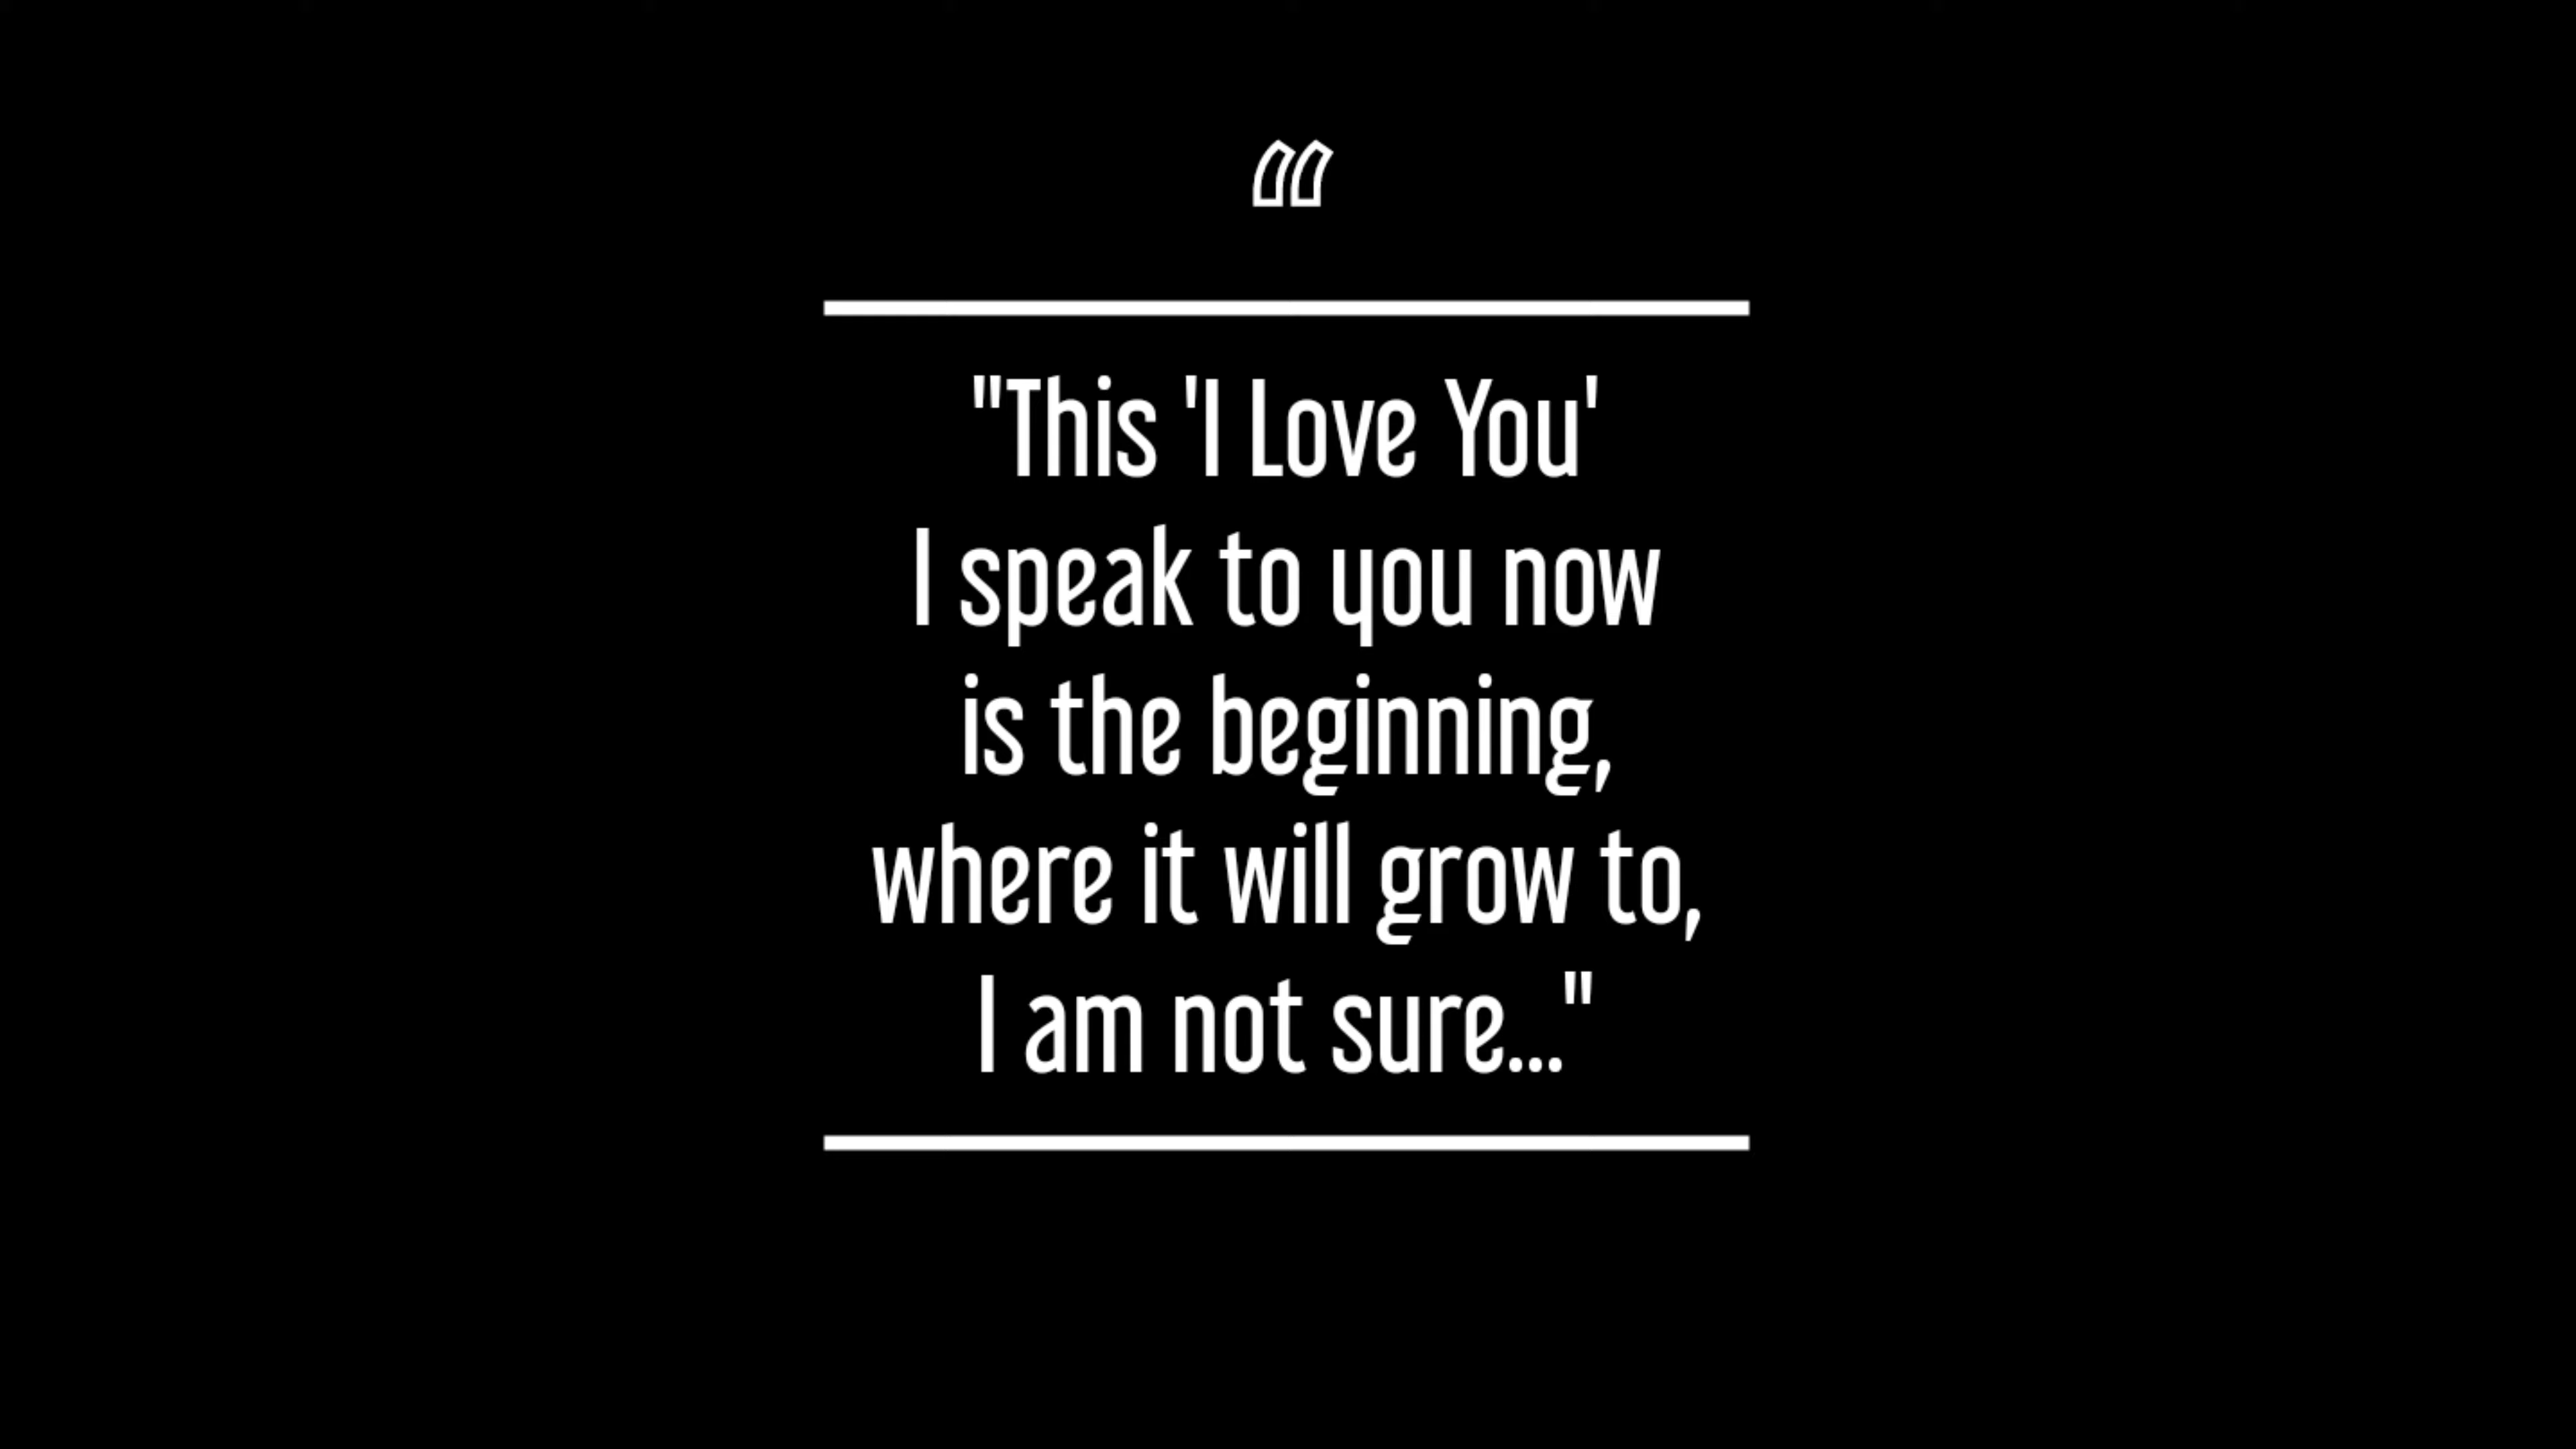 "
"This 'I Love You'
I speak to you now
is the beginning,
where it will grow to,
I am not sure..."